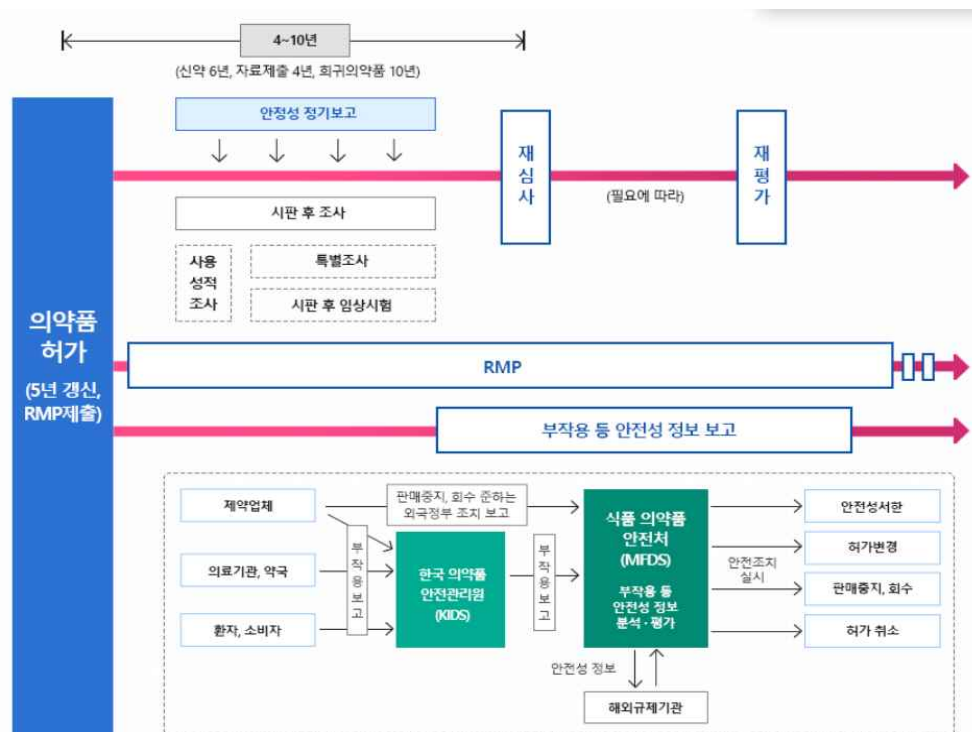 4~10년
(신약 6년, 자료제출 4년, 희귀의약품 10년)
안정성 정기보고
재
심
사
재
평
가
(필요에 따라)
시판 후 조사
사용
성적
조사
특별조사
시판 후 임상시험
의약품
허가
(5년 갱신,
RMP제출)
RMP
부작용 등 안전성 정보 보고
제약업체
의료기관, 약국
환자, 소비자
판매중지, 회수 준하는
외국정부 조치 보고
부
작
용
보
고
한국 의약품
안전관리원
(KIDS)
부
작
용
보
고
식품 의약품
안전처
(MFDS)
부작용 등
안전성 정보
분석·평가
안전조치
실시
안전성서한
허가변경
판매중지, 회수
허가 취소
안전성 정보
해외규제기관